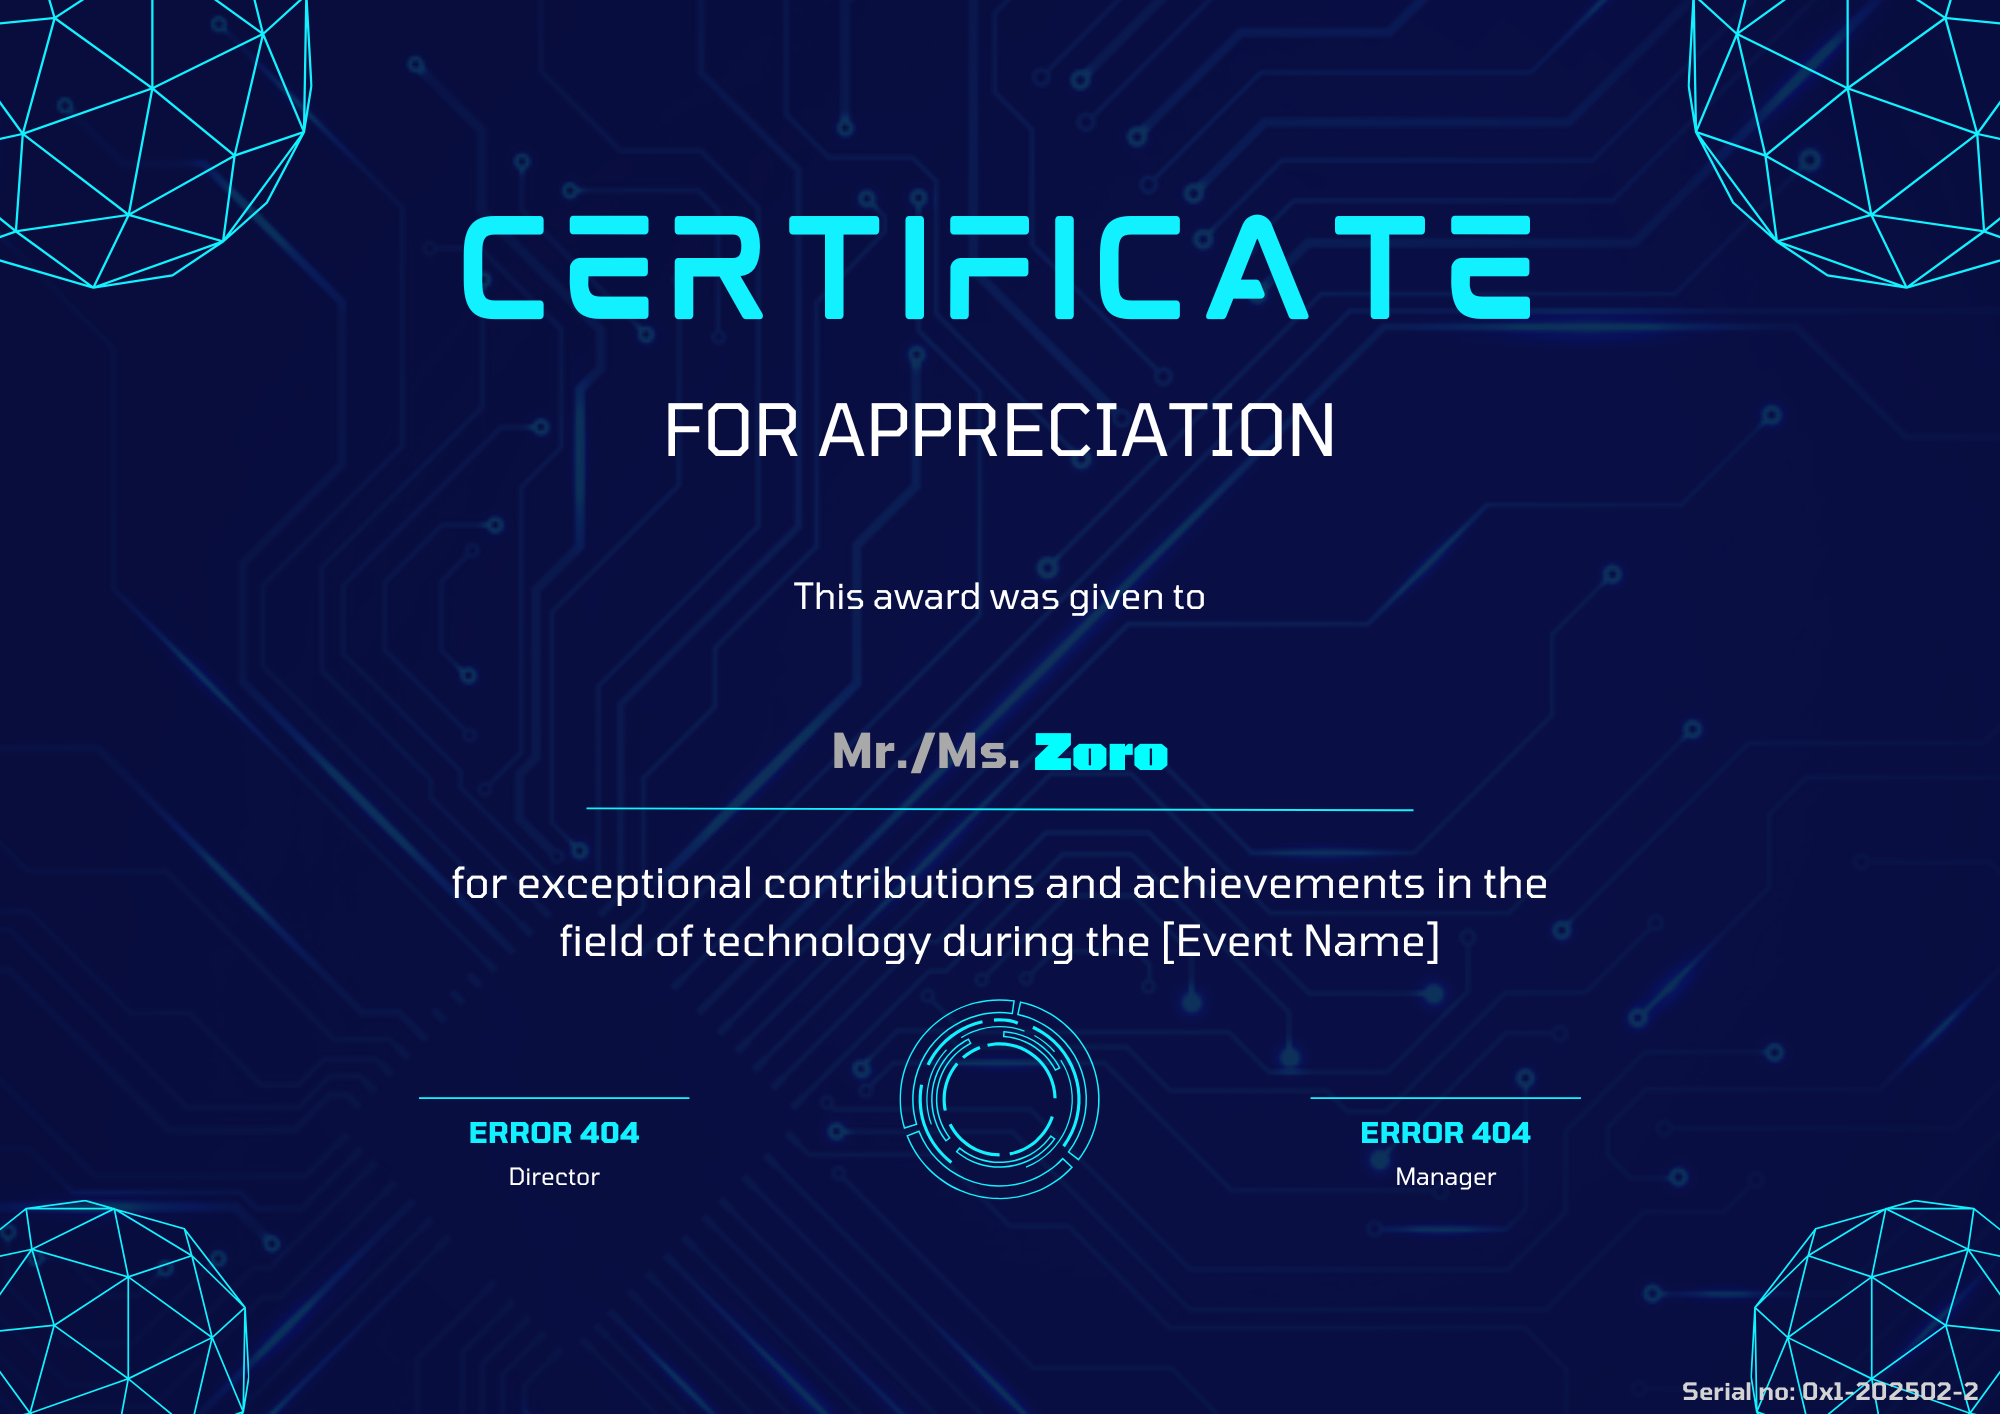 CERTIFICATE
FOR APPRECIATION
This award was given to
Mr./Ms. Zoro
for exceptional contributions and achievements in the
field of technology during the [Event Name]
ERROR 404
Director
ERROR 404
Manager
Serial no: 0x1-202502-2